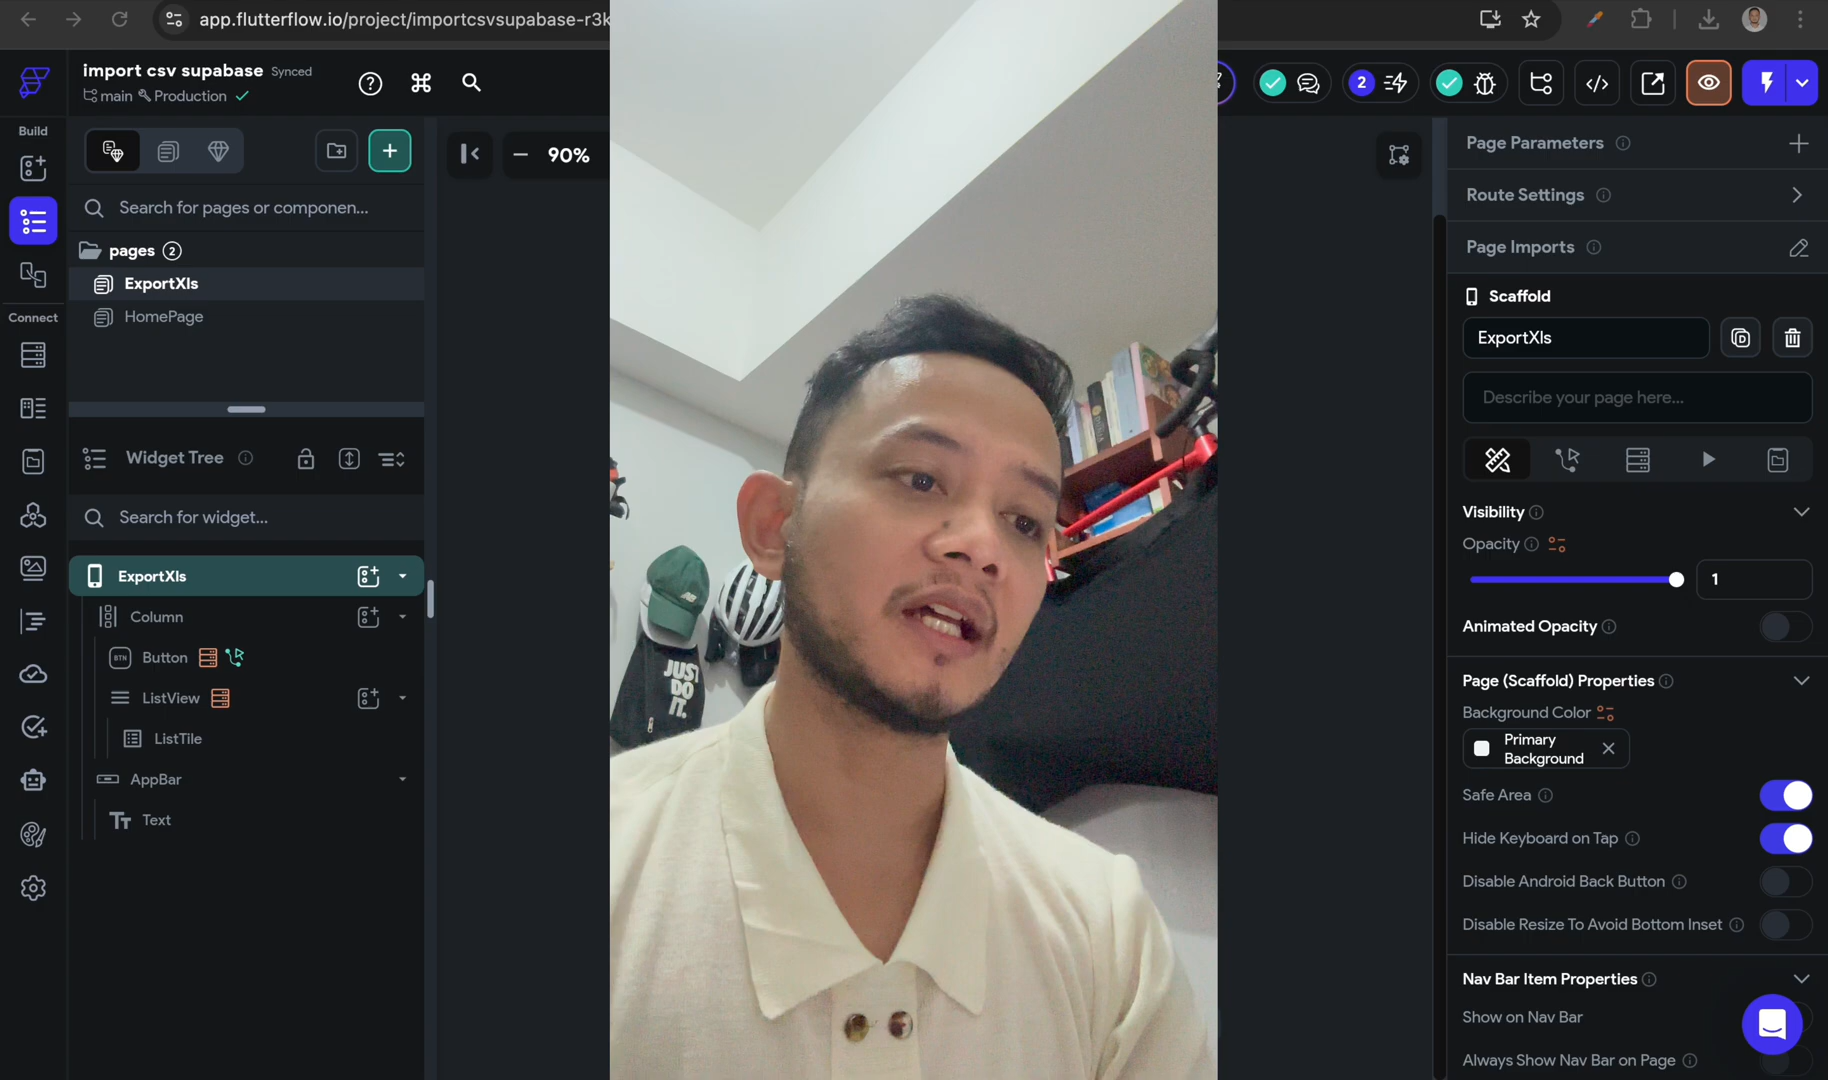 app.flutterflow.io/project/importcsvsupabase-r3k
import csv supabase Synced
main Production
Build
90%
2
Search for pages or componen...
pages 2
ExportXls
HomePage
Connect
Widget Tree
Search for widget...
ExportXls
Column
BTN Button
ListView
ListTile
AppBar
Tт Text
JUST
DO
IT.
Page Parameters
Route Settings
Page Imports
Scaffold
ExportXls
Describe your page here...
Visibility
Opacity
1
Animated Opacity
Page (Scaffold) Properties
Background Color
Primary
Background
Safe Area
Hide Keyboard on Tap
Disable Android Back Button
Disable Resize To Avoid Bottom Inset
Nav Bar Item Properties
Show on Nav Bar
Always Show Nav Bar on Page